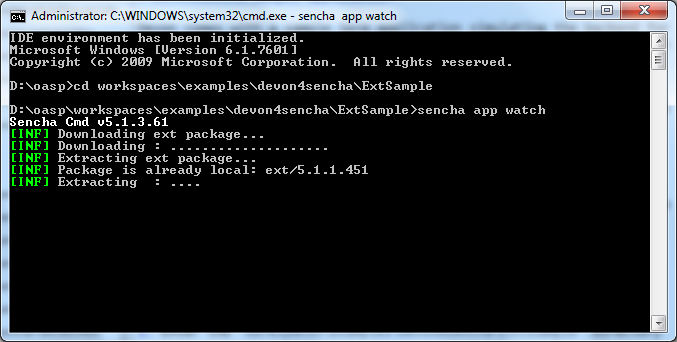 Administrator: C:\WINDOWS\system32\cmd.exe - sencha  app watch
IDE environment has been initialized.
Microsoft Windows [Version 6.1.7601]
Copyright (c) 2009 Microsoft Corporation.  All rights reserved.
D:\oasp>cd workspaces\examples\devon4sencha\ExtSample
D:\oasp\workspaces\examples\devon4sencha\ExtSample>sencha app watch
Sencha Cmd v5.1.3.61
[INF] Downloading ext package...
[INF] Downloading : ....................
[INF] Extracting ext package...
[INF] Package is already local: ext/5.1.1.451
[INF] Extracting  : ....